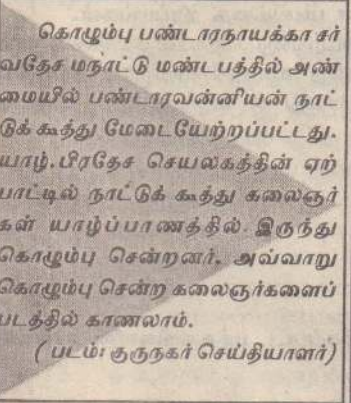 கொழும்பு பண்டாரநாயக்கா சர்
வதேச மநாட்டு மண்டபத்தில் அண்
மையில் பண்டாரவன்னியன் நாட்
டுக் கூத்து மேடையேற்றப்பட்டது.
யாழ். பிரதேச செயலகத்தின் ஏற்
பாட்டில் நாட்டுக் கூத்து கலைஞர்
கள் யாழ்ப்பாணத்தில் இருந்து
கொழும்பு சென்றனர். அவ்வாறு
கொழும்பு சென்ற கலைஞர்களைப்
படத்தில் காணலாம்.
( படம்: குருநகர் செய்தியாளர்)